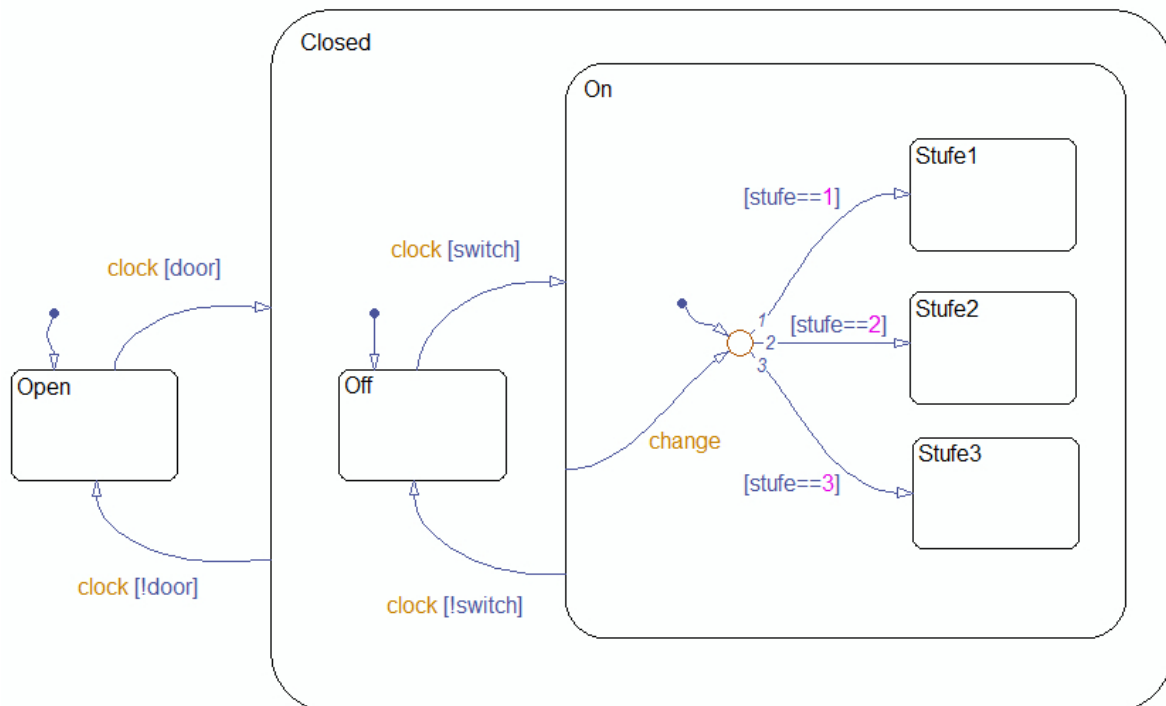 Closed
On
Stufe1
[stufe==1]
clock [switch]
clock [door]
1
Stufe2
[stufe==2]
2
3
Open
Off
change
Stufe3
[stufe==3]
clock [!door]
clock [!switch]